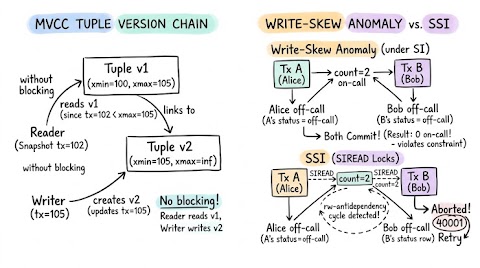 MVCC TUPLE VERSION CHAIN
Tuple v1
(xmin=100, xmax=105)
without
blocking
reads v1
(since tx=102 < xmax=105)
links to
Reader
(Snapshot tx=102)
without blocking
Tuple v2
(xmin=105, xmax=inf)
Writer
(tx=105)
creates v2
(updates tx=105)
No blocking!
Reader reads v1,
Writer writes v2
WRITE-SKEW ANOMALY vs. SSI
Write-Skew Anomaly (under SI)
Tx A
(Alice)
count=2
on-call
Tx B
(Bob)
Alice off-call
(A's status = off-call)
Bob off-call
(B's status = off-call)
Both Commit! (Result: 0 on-call!
- violates constraint)
SSI (SIREAD Locks)
Tx A
(Alice)
SIREAD
count=2
SIREAD
count=2
Tx B
(Bob)
rw-antidependency
cycle detected!
Alice off-call
(A's status=off-call)
Bob off-call
(B's status row)
Aborted!
40001
Retry